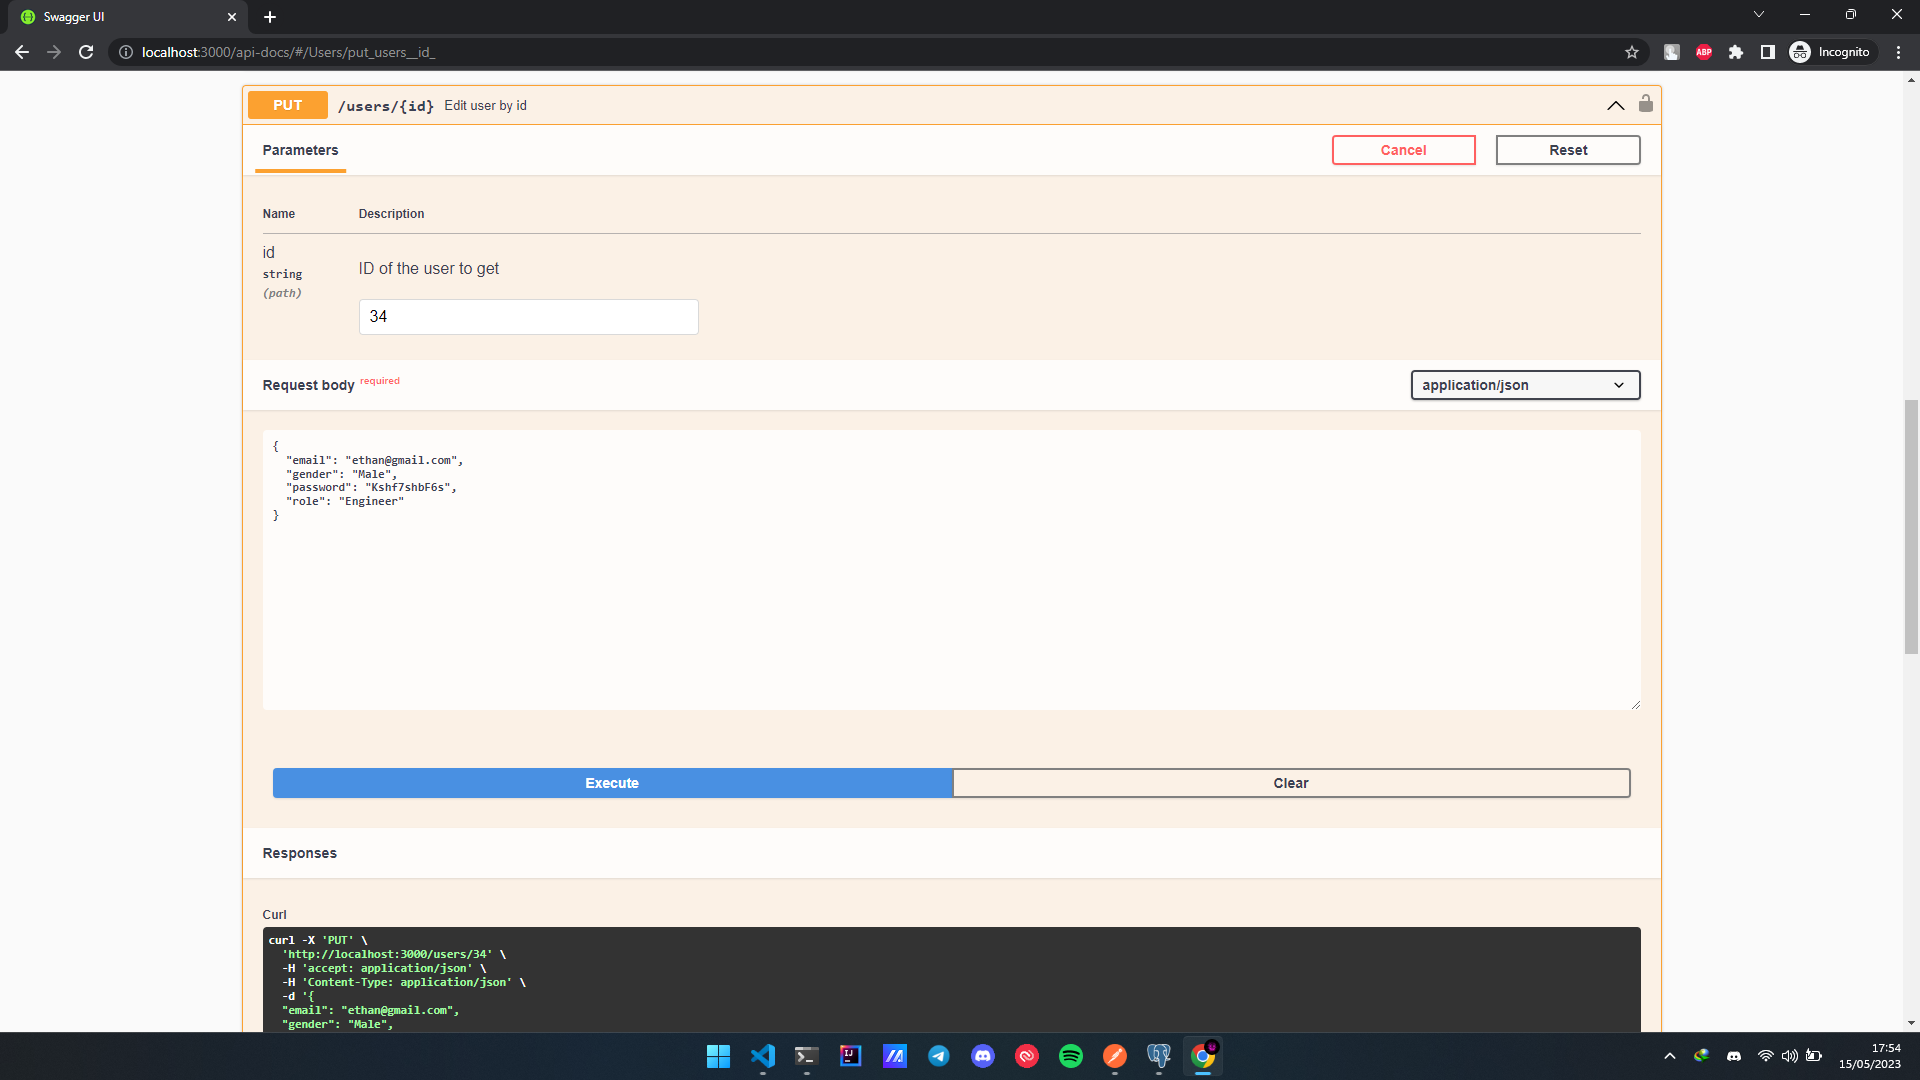 Swagger UI
localhost:3000/api-docs/#/Users/put_users__id_
ABP
Incognito
PUT /users/{id} Edit user by id
Parameters
Cancel
Reset
Name Description
id
string
(path)
ID of the user to get
34
Request body required
application/json
{
"email": "ethan@gmail.com",
"gender": "Male",
"password": "Kshf7shbF6s",
"role": "Engineer"
}
Execute
Clear
Responses
Curl
curl -X 'PUT' \
'http://localhost:3000/users/34' \
-H 'accept: application/json' \
-H 'Content-Type: application/json' \
-d '{
"email": "ethan@gmail.com",
"gender": "Male",
17:54
15/05/2023